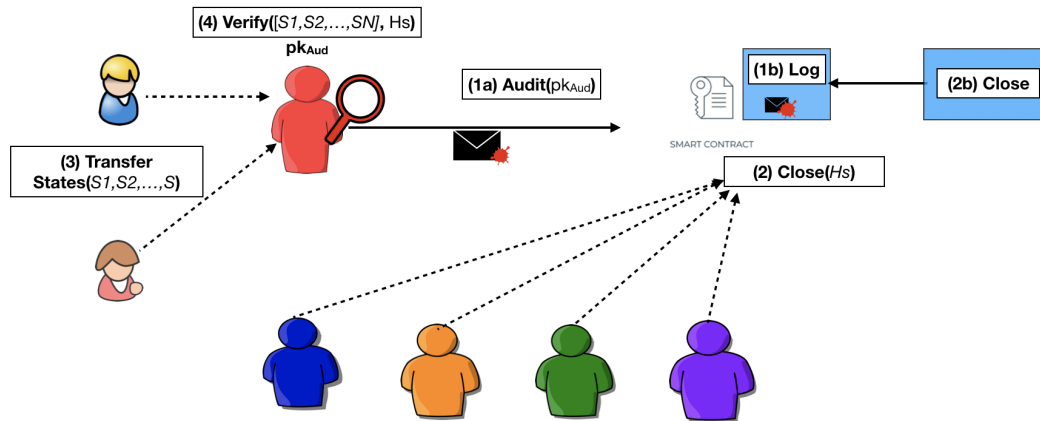 (4) Verify([S1,S2,…,SN], Hs)
pkAud
(1a) Audit(pkAud)
(1b) Log
(2b) Close
SMART CONTRACT
(3) Transfer
States(S1,S2,…,S)
(2) Close(Hs)